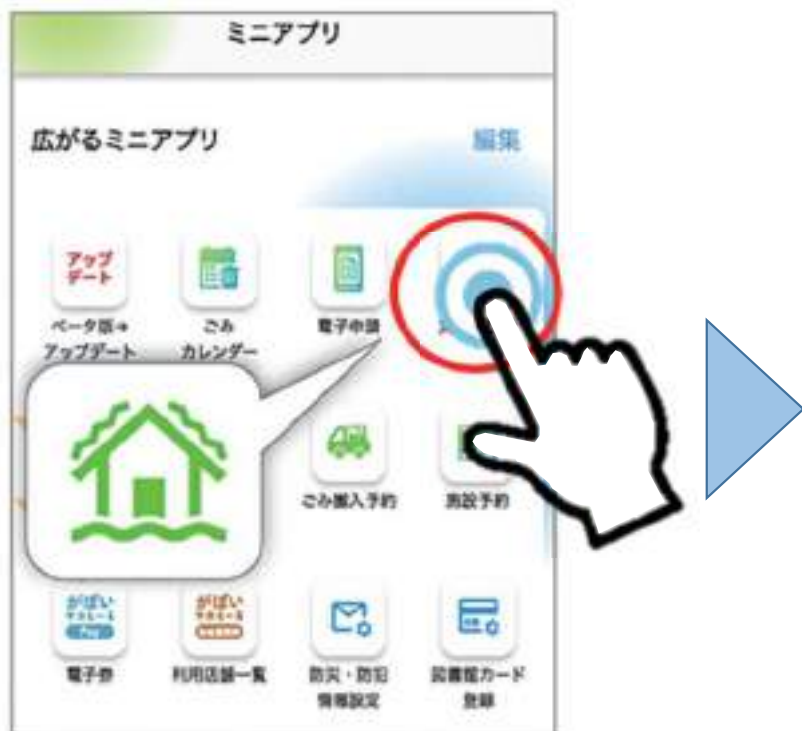 ミニアプリ
広がるミニアプリ
編集
アップ
デート
ベータ版→
アップデート
ごみ
カレンダー
電子申請
ごみ搬入予約
施設予約
がばい
Pay
電子券
がばい
利用店舗一覧
防災・防犯
情報設定
図書館カード
登録